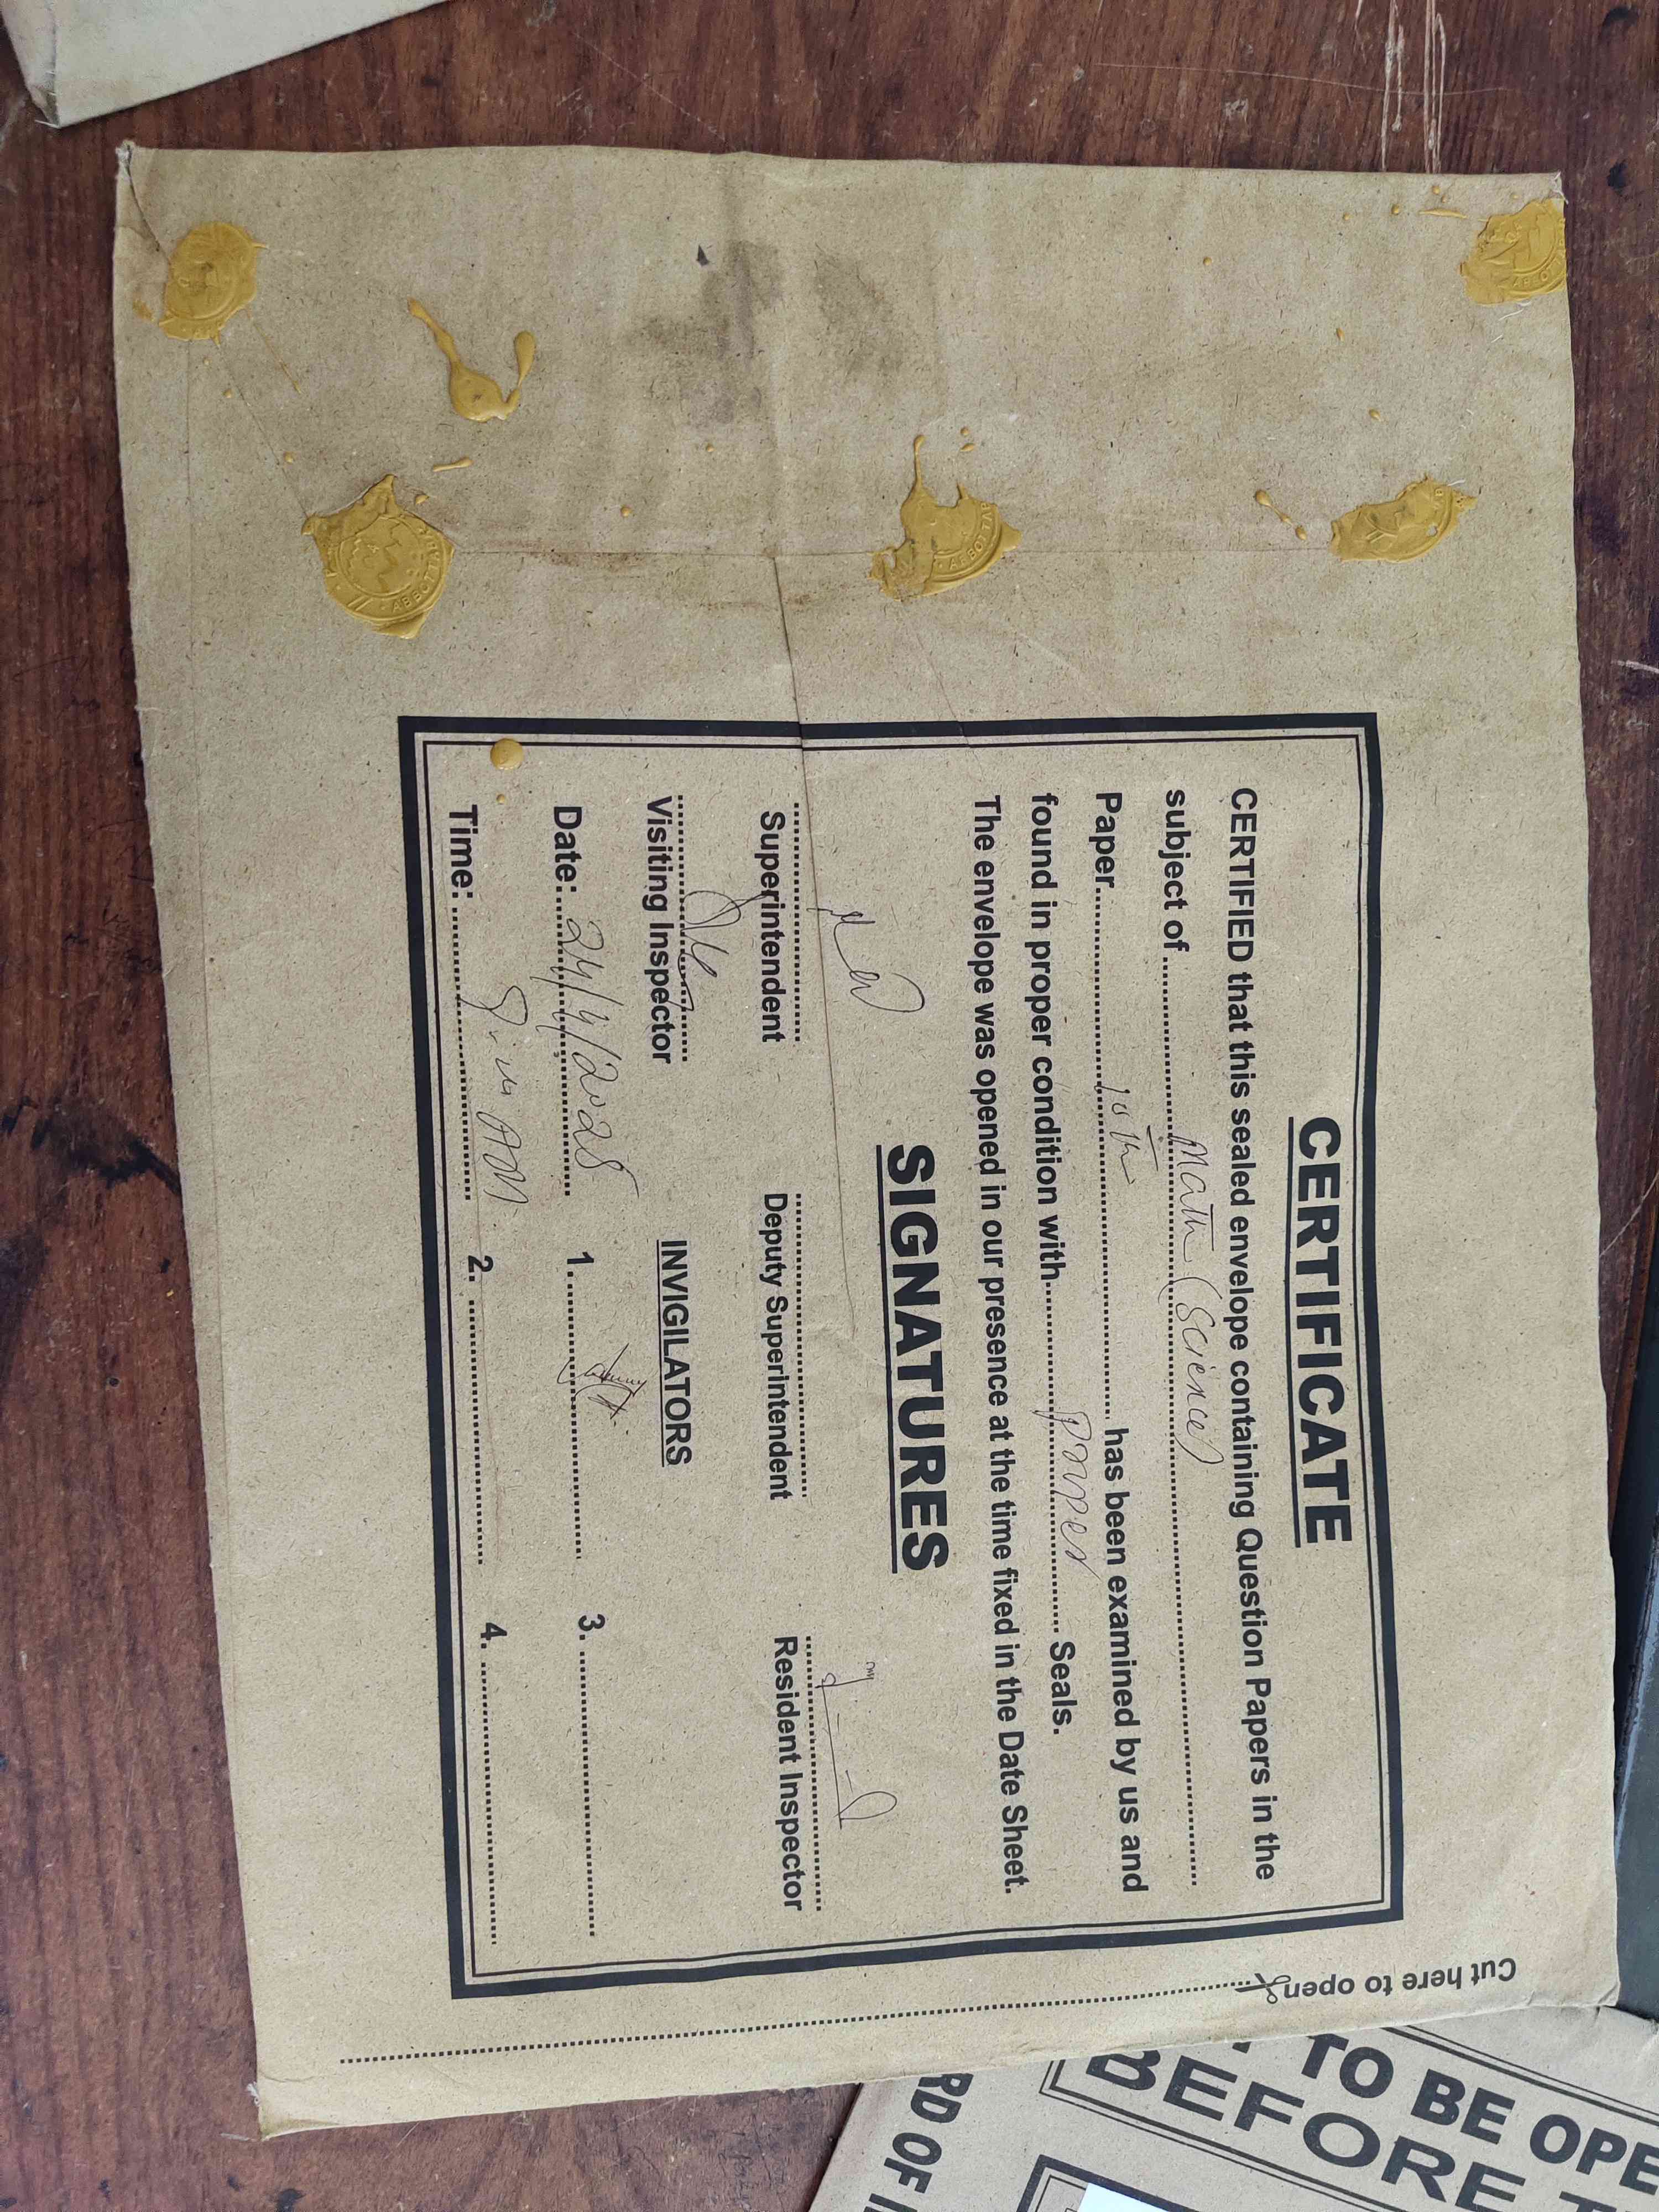 CERTIFICATE
CERTIFIED that this sealed envelope containing Question Papers in the
subject of .......... Math (Science) ..........
Paper .......... 10th .......... has been examined by us and
found in proper condition with .......... proper .......... Seals.
The envelope was opened in our presence at the time fixed in the Date Sheet.
SIGNATURES
Superintendent
Deputy Superintendent
Resident Inspector
Visiting Inspector
INVIGILATORS
Date: 24/4/2025
1. ..........
3. ..........
Time: .......... AM
2. ..........
4. ..........
Cut here to open
TO BE OPE
BEFORE
RD OF
ABBOT